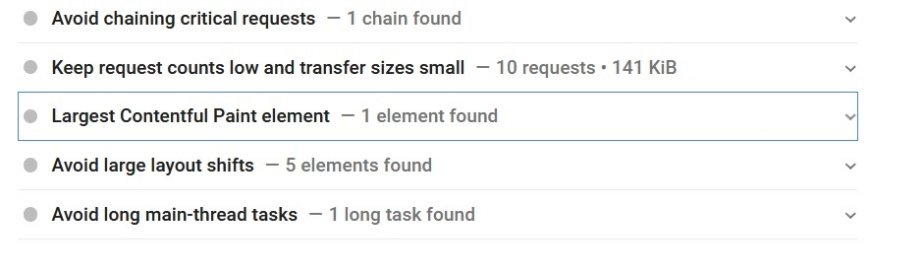 Avoid chaining critical requests — 1 chain found
Keep request counts low and transfer sizes small — 10 requests • 141 KiB
Largest Contentful Paint element — 1 element found
Avoid large layout shifts — 5 elements found
Avoid long main-thread tasks — 1 long task found